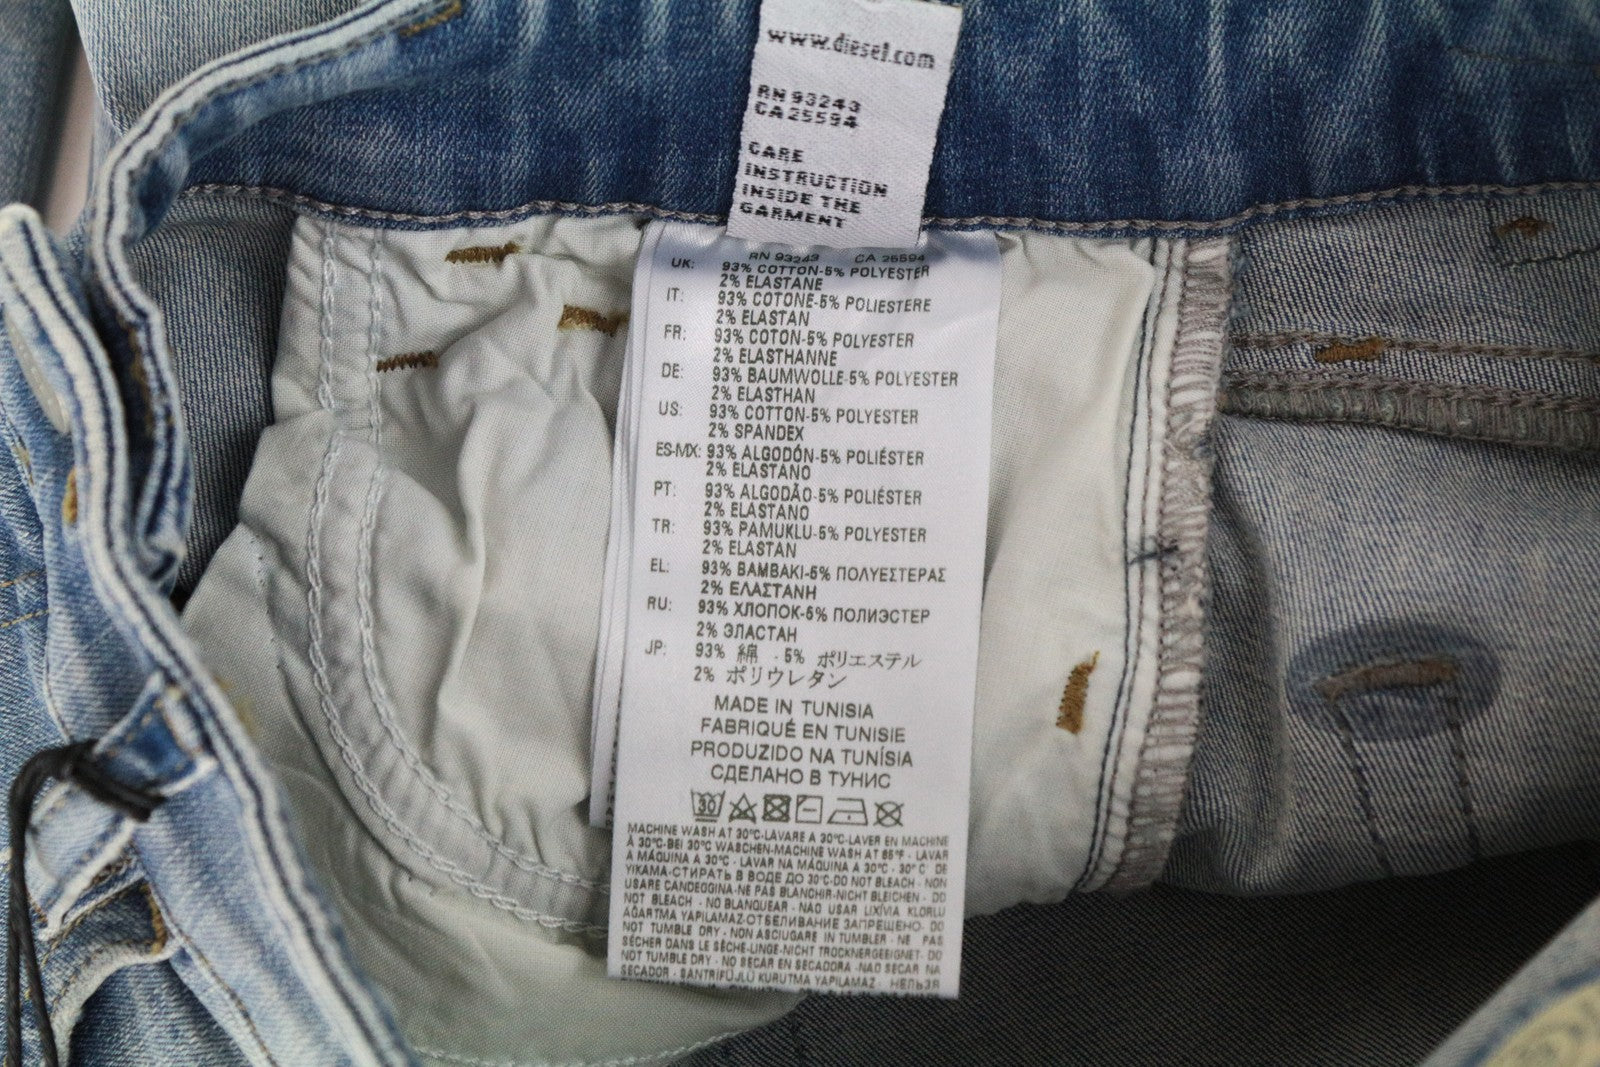 www.diesel.com
RN 93243
CA 25594
CARE
INSTRUCTION
INSIDE THE
GARMENT
RN 93243 CA 25594
UK: 93% COTTON-5% POLYESTER
2% ELASTANE
IT: 93% COTONE-5% POLIESTERE
2% ELASTAN
FR: 93% COTON-5% POLYESTER
2% ELASTHANNE
DE: 93% BAUMWOLLE-5% POLYESTER
2% ELASTHAN
US: 93% COTTON-5% POLYESTER
2% SPANDEX
ES-MX: 93% ALGODÓN-5% POLIÉSTER
2% ELASTANO
PT: 93% ALGODÃO-5% POLIÉSTER
2% ELASTANO
TR: 93% PAMUKLU-5% POLYESTER
2% ELASTAN
EL: 93% ΒΑΜΒΑΚΙ-5% ΠΟΛΥΕΣΤΕΡΑΣ
2% ΕΛΑΣΤΑΝΗ
RU: 93% ХЛОПОК-5% ПОЛИЭСТЕР
2% ЭЛАСТАН
JP: 93% 綿 -5% ポリエステル
2% ポリウレタン
MADE IN TUNISIA
FABRIQUÉ EN TUNISIE
PRODUZIDO NA TUNÍSIA
СДЕЛАНО В ТУНИС
30
MACHINE WASH AT 30°C-LAVARE A 30°C-LAVER EN MACHINE
À 30°C-BEI 30°C WASCHEN-MACHINE WASH AT 85°F - LAVAR
A MÁQUINA A 30°C - LAVAR NA MÁQUINA A 30°C - 30° C DE
YIKAMA-СТИРАТЬ В ВОДЕ ДО 30°C-DO NOT BLEACH - NON
USARE CANDEGGINA-NE PAS BLANCHIR-NICHT BLEICHEN - DO
NOT BLEACH - NO BLANQUEAR - NÃO USAR LIXÍVIA KLORLU
AĞARTMA YAPILAMAZ-ОТБЕЛИВАНИЕ ЗАПРЕЩЕНО- DO
NOT TUMBLE DRY - NON ASCIUGARE IN TUMBLER - NE PAS
SÉCHER DANS LE SÈCHE-LINGE-NICHT TROCKNERGEEIGNET- DO
NOT TUMBLE DRY - NO SECAR EN SECADORA -NÃO SECAR NA
SECADOR - SANTRİFÜJLÜ KURUTMA YAPILAMAZ - НЕЛЬЗЯ